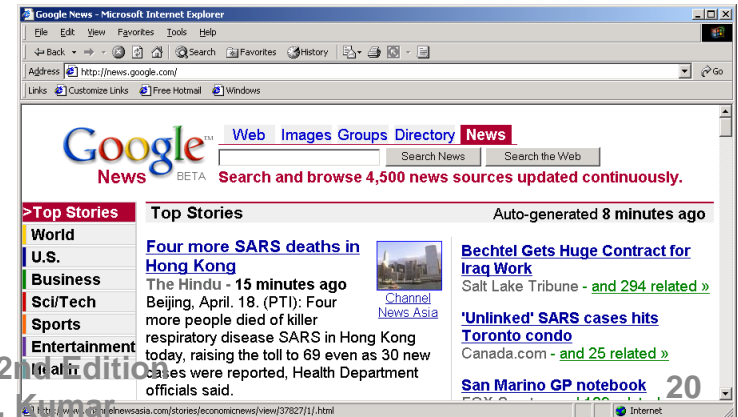 Google News - Microsoft Internet Explorer
File Edit View Favorites Tools Help
Back Search Favorites History
Address http://news.google.com/ Go
Links Customize Links Free Hotmail Windows
Google™
News BETA
Web Images Groups Directory News
Search News Search the Web
Search and browse 4,500 news sources updated continuously.
>Top Stories
World
U.S.
Business
Sci/Tech
Sports
Entertainment
Health
Top Stories Auto-generated 8 minutes ago
Four more SARS deaths in
Hong Kong
The Hindu - 15 minutes ago
Beijing, April. 18. (PTI): Four
more people died of killer
respiratory disease SARS in Hong Kong
today, raising the toll to 69 even as 30 new
cases were reported, Health Department
officials said.
Channel
News Asia
Bechtel Gets Huge Contract for
Iraq Work
Salt Lake Tribune - and 294 related »
'Unlinked' SARS cases hits
Toronto condo
Canada.com - and 25 related »
San Marino GP notebook
2nd Edition
. Kumar
20
Internet